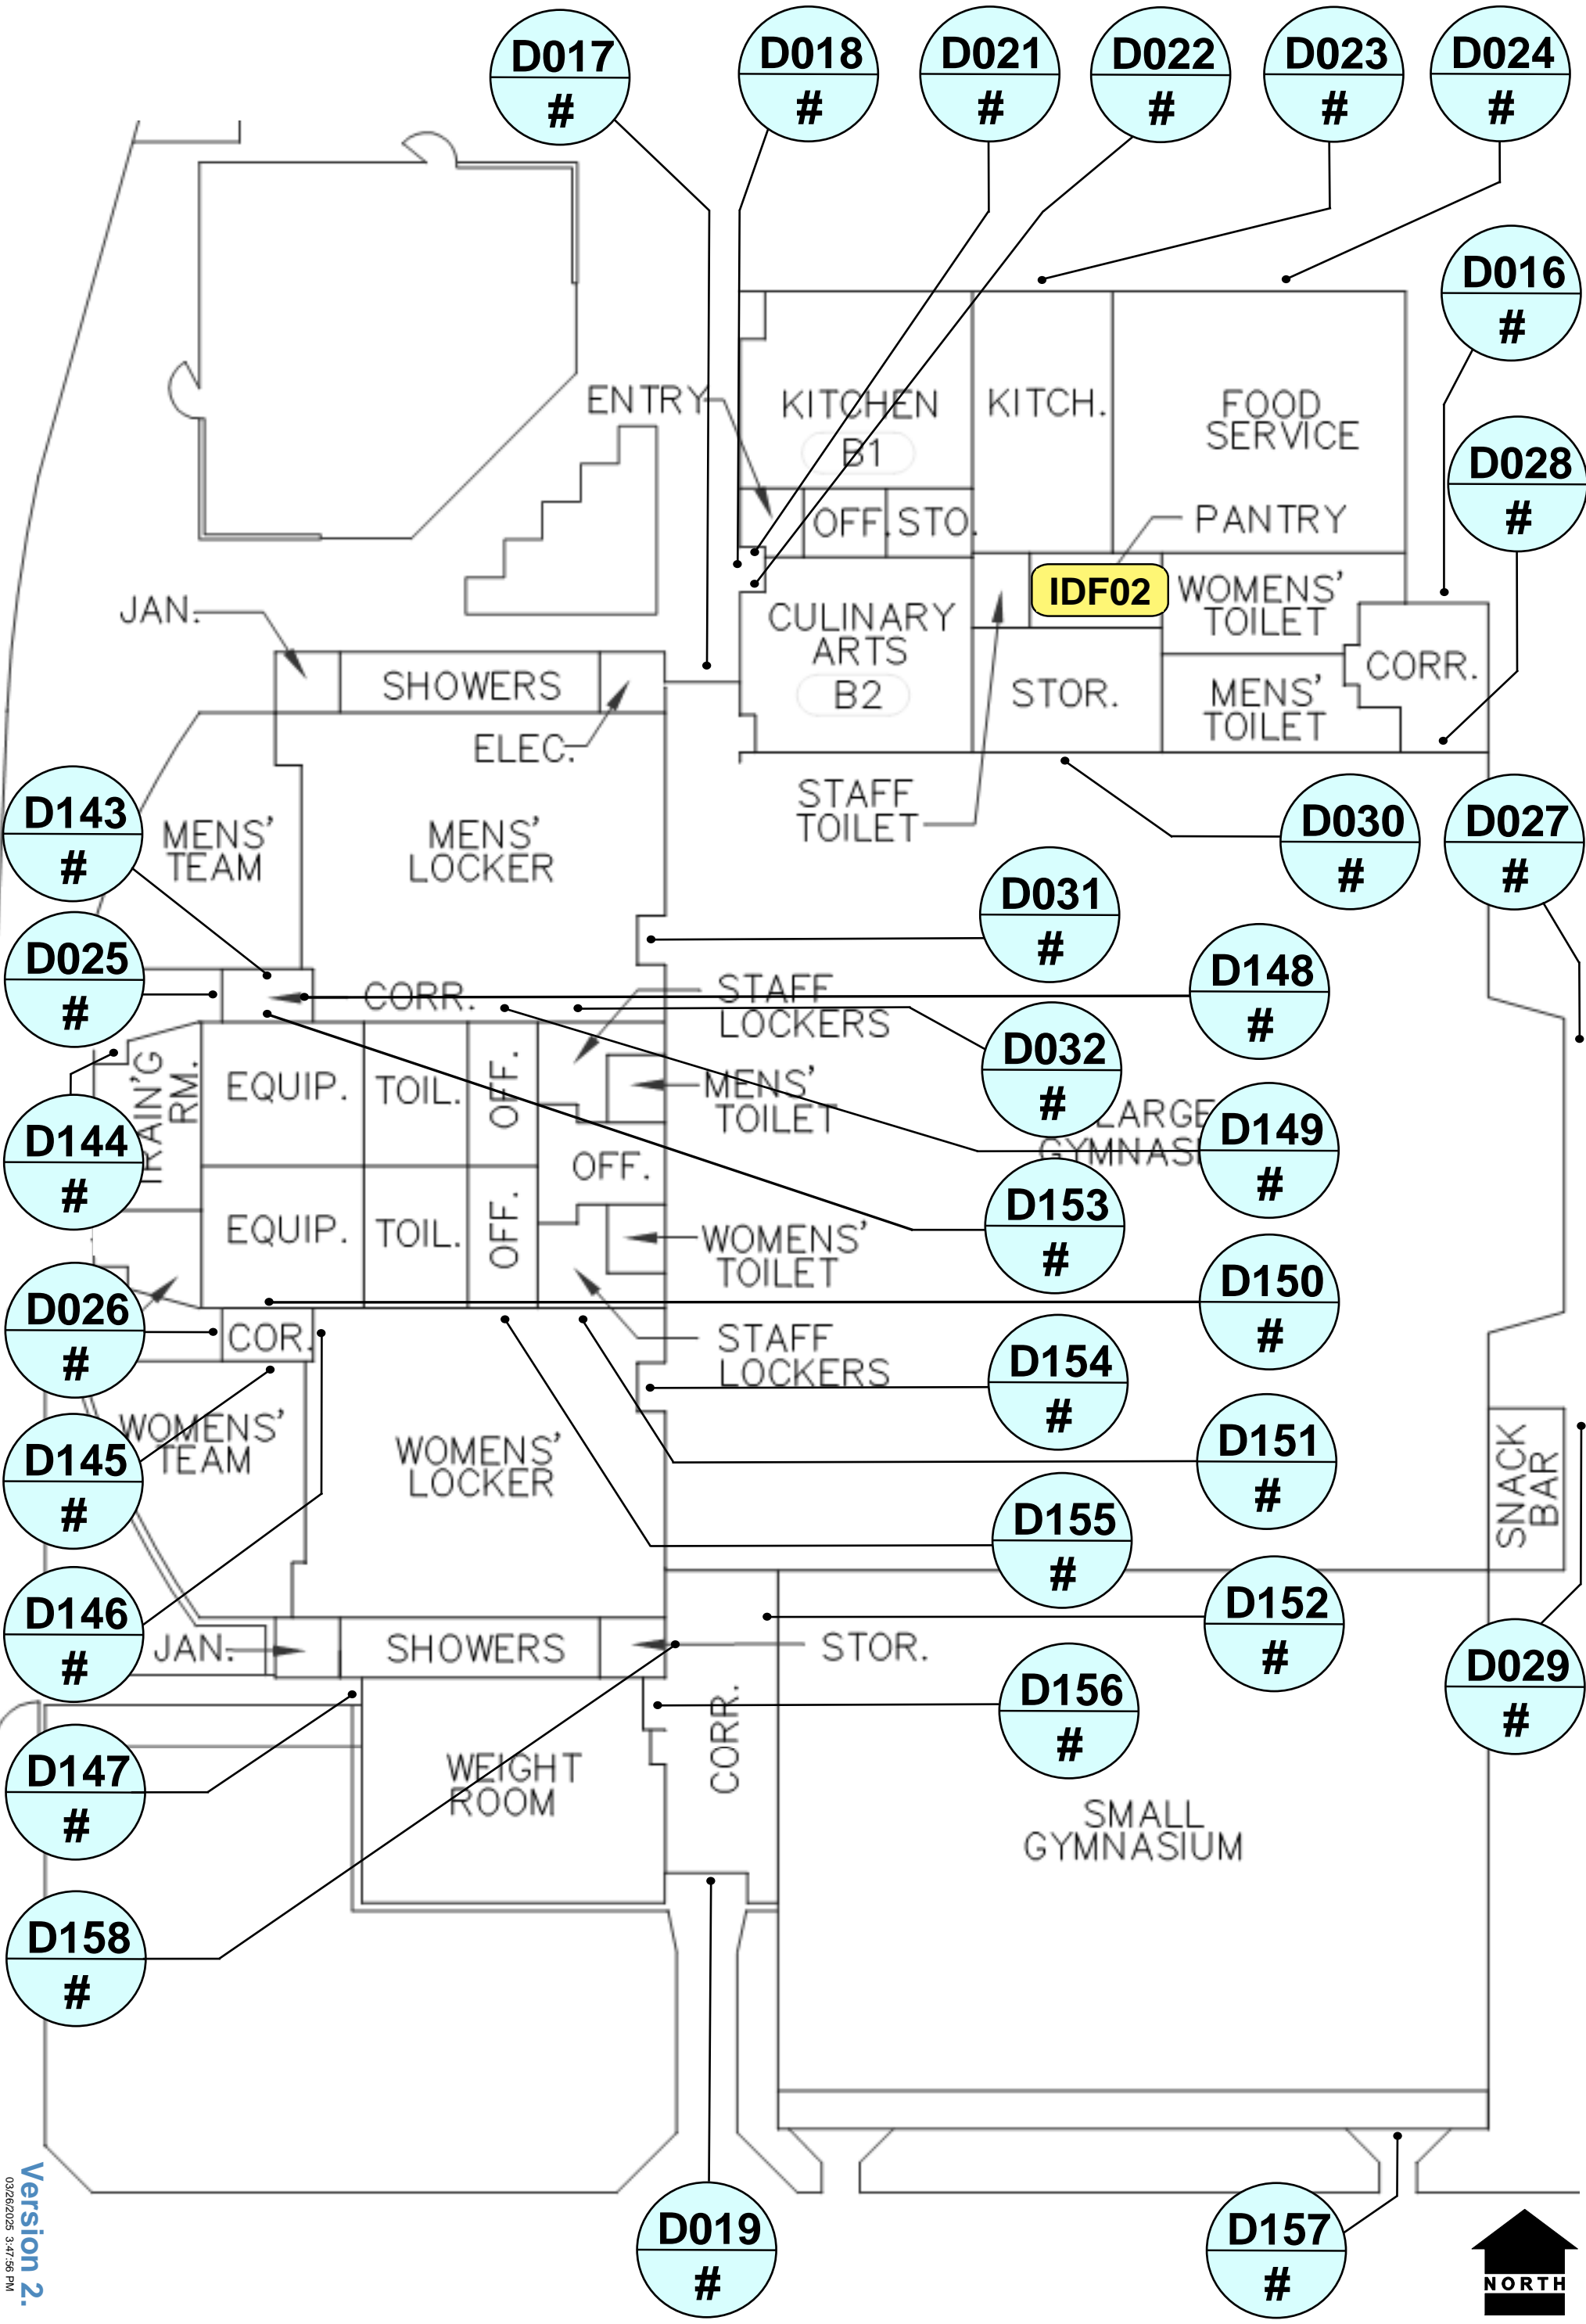 D017
#
D018
#
D021
#
D022
#
D023
#
D024
#
D016
#
ENTRY
KITCHEN
B1
KITCH.
FOOD
SERVICE
D028
#
OFF.
STO.
PANTRY
IDF02
JAN.
CULINARY
ARTS
B2
WOMENS'
TOILET
SHOWERS
STOR.
MENS'
TOILET
CORR.
ELEC.
D143
#
MENS'
TEAM
MENS'
LOCKER
STAFF
TOILET
D030
#
D027
#
D031
#
D025
#
CORR.
STAFF
LOCKERS
D148
#
D032
#
TRAIN'G
RM.
EQUIP.
TOIL.
OFF.
MENS'
TOILET
LARGE
GYMNASI
D149
#
D144
#
OFF.
D153
#
EQUIP.
TOIL.
OFF.
WOMENS'
TOILET
D150
#
D026
#
COR.
STAFF
LOCKERS
D154
#
D145
#
WOMENS'
TEAM
WOMENS'
LOCKER
D151
#
SNACK
BAR
D155
#
D146
#
JAN.
SHOWERS
STOR.
D152
#
D029
#
D156
#
CORR.
D147
#
WEIGHT
ROOM
SMALL
GYMNASIUM
D158
#
D019
#
D157
#
NORTH
Version 2.
03/26/2025 3:47:56 PM